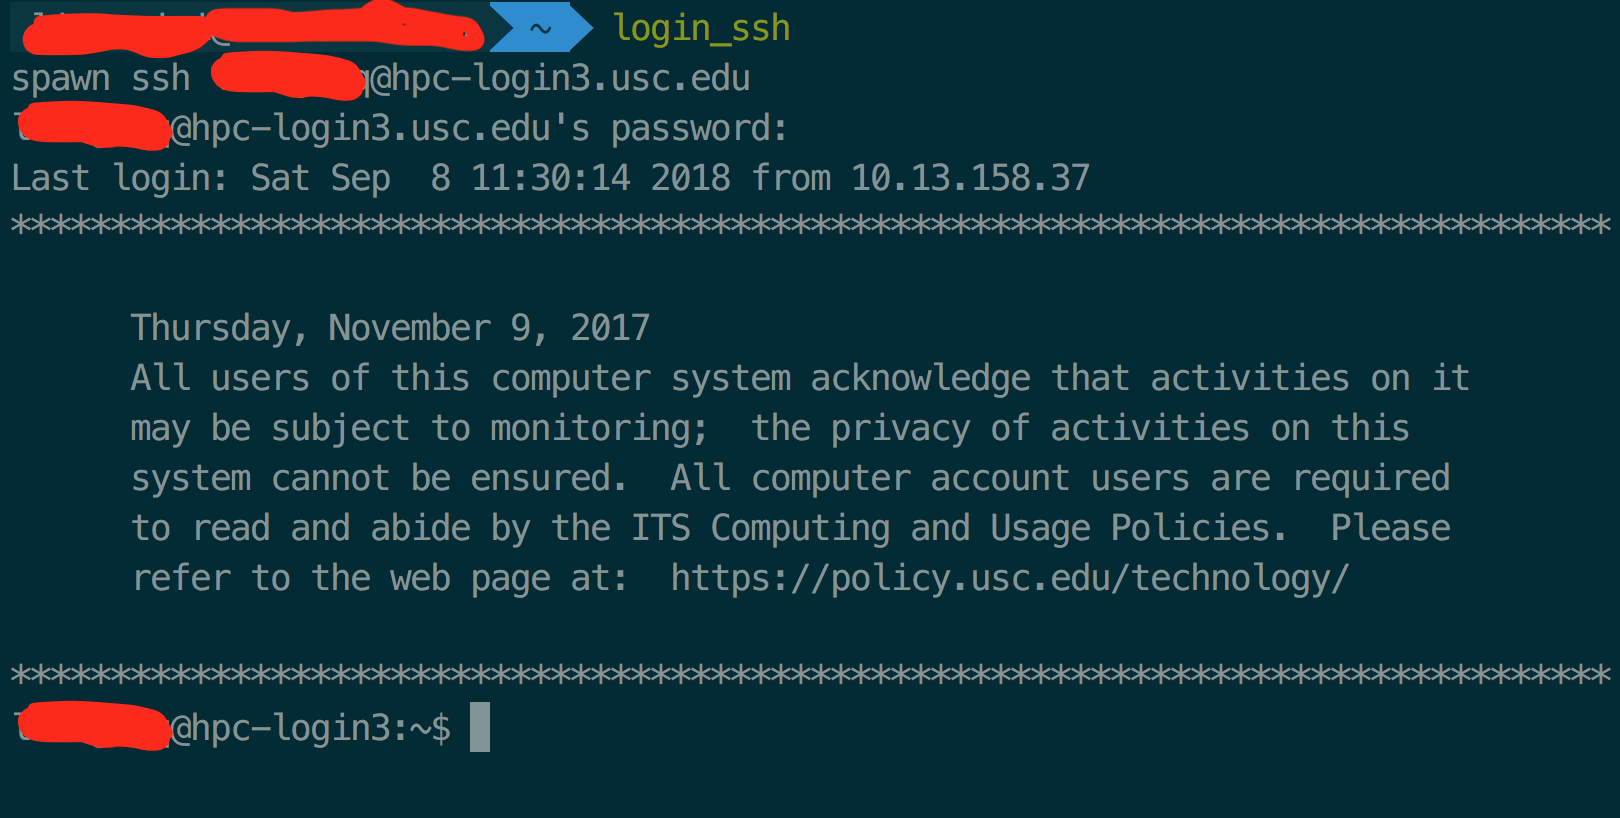 @ ~ login_ssh
spawn ssh q@hpc-login3.usc.edu
@hpc-login3.usc.edu's password:
Last login: Sat Sep  8 11:30:14 2018 from 10.13.158.37
********************************************************************************
Thursday, November 9, 2017
All users of this computer system acknowledge that activities on it
may be subject to monitoring;  the privacy of activities on this
system cannot be ensured.  All computer account users are required
to read and abide by the ITS Computing and Usage Policies.  Please
refer to the web page at:  https://policy.usc.edu/technology/
********************************************************************************
@hpc-login3:~$